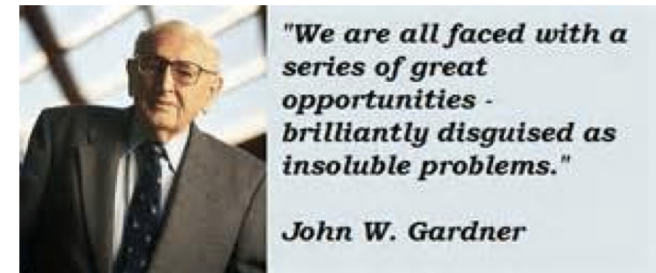 "We are all faced with a
series of great
opportunities -
brilliantly disguised as
insoluble problems."
John W. Gardner